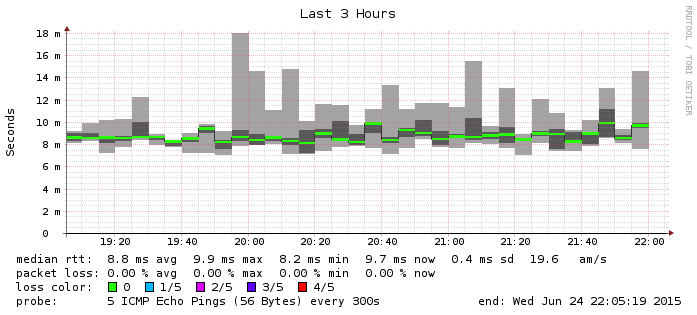 Last 3 Hours
RRDTOOL / TOBI OETIKER
Seconds
18 m
16 m
14 m
12 m
10 m
8 m
6 m
4 m
2 m
0
19:20 19:40 20:00 20:20 20:40 21:00 21:20 21:40 22:00
median rtt: 8.8 ms avg 9.9 ms max 8.2 ms min 9.7 ms now 0.4 ms sd 19.6 am/s
packet loss: 0.00 % avg 0.00 % max 0.00 % min 0.00 % now
loss color: 0 1/5 2/5 3/5 4/5
probe: 5 ICMP Echo Pings (56 Bytes) every 300s end: Wed Jun 24 22:05:19 2015